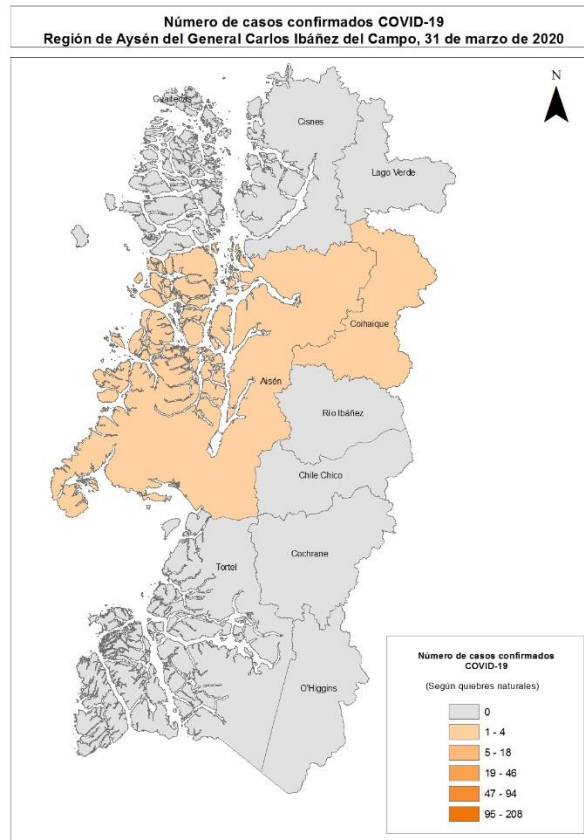 Número de casos confirmados COVID-19
Región de Aysén del General Carlos Ibáñez del Campo, 31 de marzo de 2020
N
Guaitecas
Cisnes
Lago Verde
Coihaique
Aisén
Río Ibáñez
Chile Chico
Cochrane
Tortel
O'Higgins
Número de casos confirmados
COVID-19
(Según quiebres naturales)
0
1 - 4
5 - 18
19 - 46
47 - 94
95 - 208